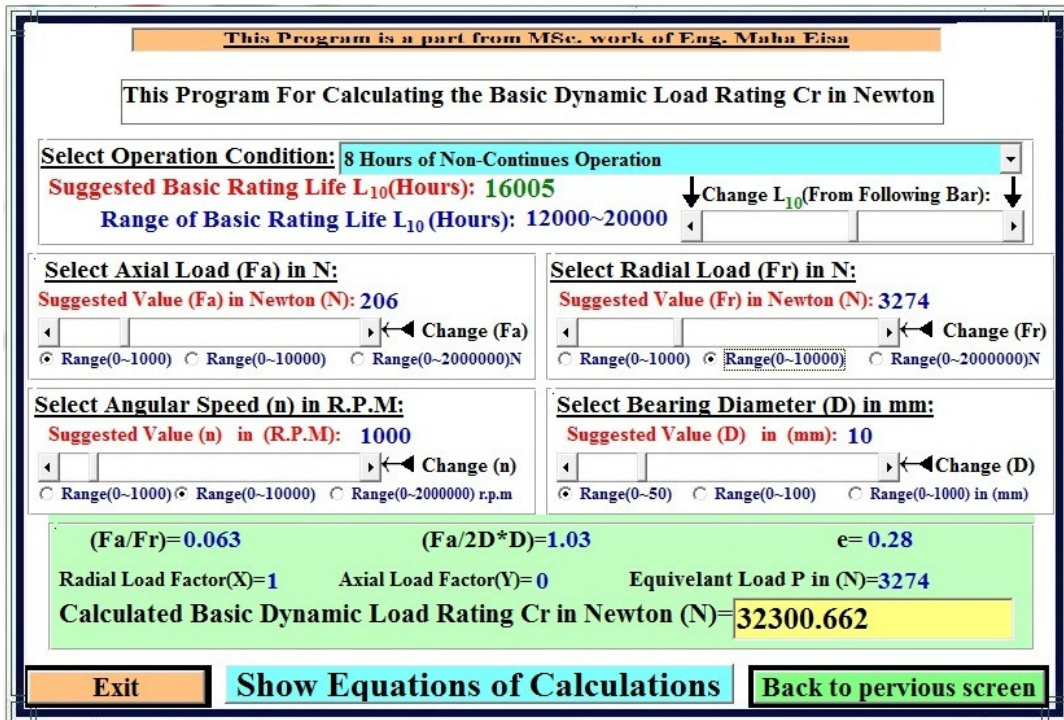 This Program is a part from MSc. work of Eng. Maha Eisa
This Program For Calculating the Basic Dynamic Load Rating Cr in Newton
Select Operation Condition: 8 Hours of Non-Continues Operation
Suggested Basic Rating Life L10(Hours): 16005
Change L10(From Following Bar):
Range of Basic Rating Life L10 (Hours): 12000~20000
Select Axial Load (Fa) in N:
Suggested Value (Fa) in Newton (N): 206
Change (Fa)
Range(0~1000) Range(0~10000) Range(0~2000000)N
Select Radial Load (Fr) in N:
Suggested Value (Fr) in Newton (N): 3274
Change (Fr)
Range(0~1000) Range(0~10000) Range(0~2000000)N
Select Angular Speed (n) in R.P.M:
Suggested Value (n) in (R.P.M): 1000
Change (n)
Range(0~1000) Range(0~10000) Range(0~2000000) r.p.m
Select Bearing Diameter (D) in mm:
Suggested Value (D) in (mm): 10
Change (D)
Range(0~50) Range(0~100) Range(0~1000) in (mm)
(Fa/Fr)=0.063 (Fa/2D*D)=1.03 e= 0.28
Radial Load Factor(X)=1 Axial Load Factor(Y)= 0 Equivelant Load P in (N)=3274
Calculated Basic Dynamic Load Rating Cr in Newton (N)= 32300.662
Exit Show Equations of Calculations Back to pervious screen